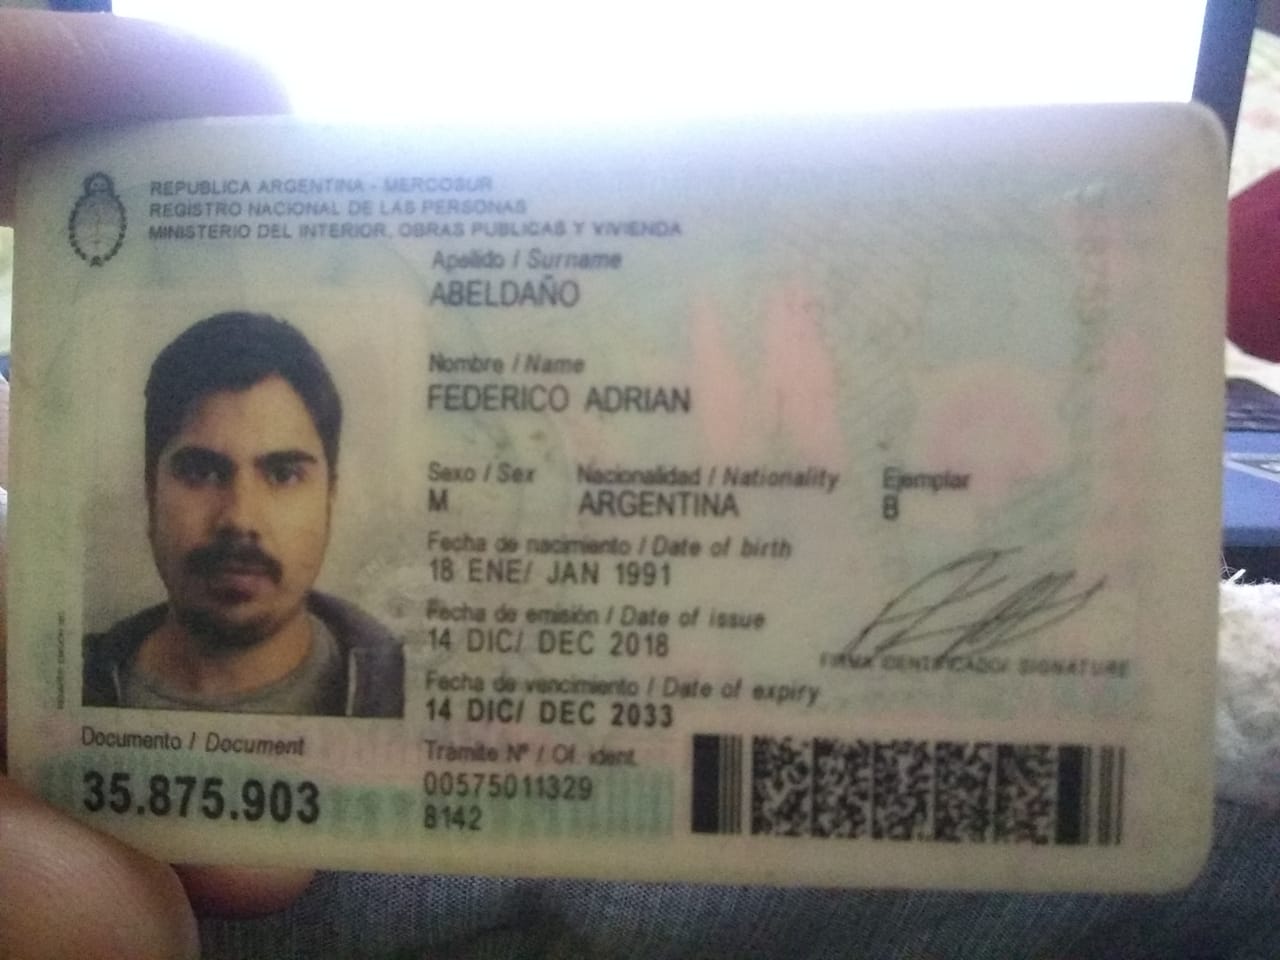 REPUBLICA ARGENTINA - MERCOSUR
REGISTRO NACIONAL DE LAS PERSONAS
MINISTERIO DEL INTERIOR, OBRAS PUBLICAS Y VIVIENDA
Apellido / Surname
ABELDAÑO
Nombre / Name
FEDERICO ADRIAN
Sexo / Sex Nacionalidad / Nationality Ejemplar
M ARGENTINA B
Fecha de nacimiento / Date of birth
18 ENE/ JAN 1991
Fecha de emisión / Date of issue
14 DIC/ DEC 2018
FIRMA IDENTIFICADO/ SIGNATURE
Fecha de vencimiento / Date of expiry
14 DIC/ DEC 2033
Documento / Document
35.875.903
Trámite Nº / Of. ident.
00575011329
8142